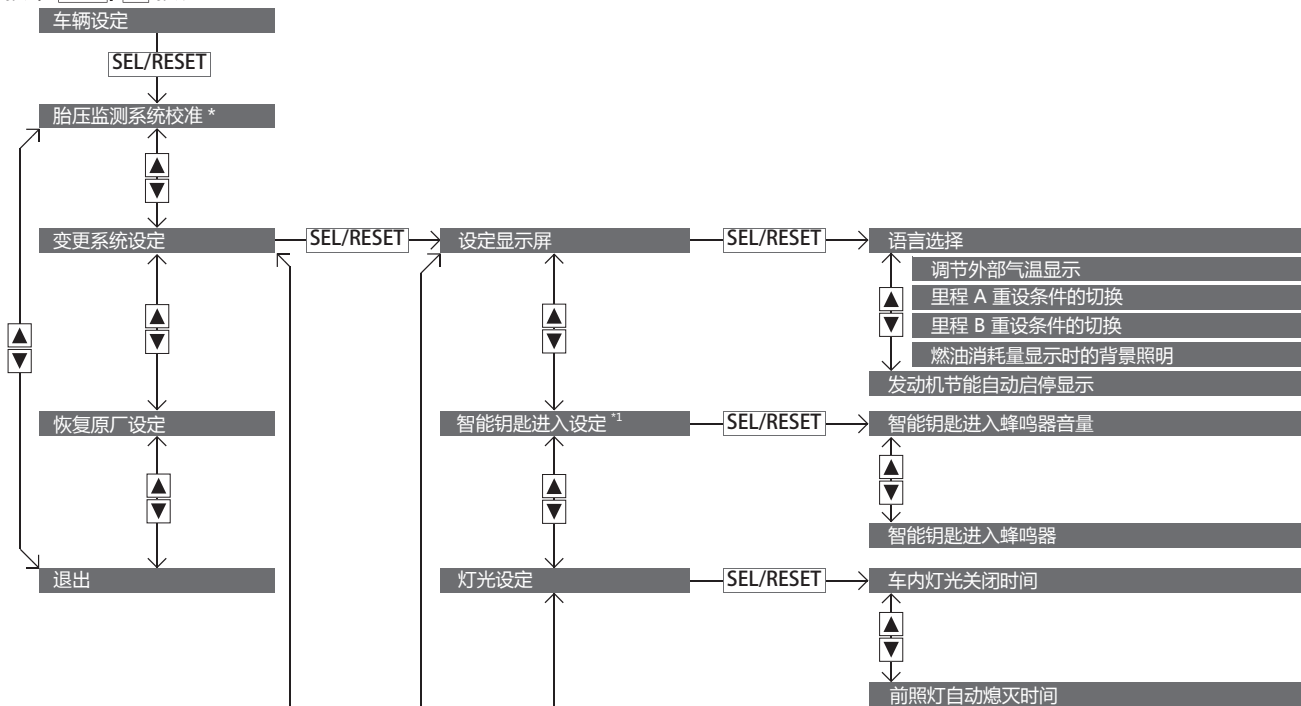 车辆设定
SEL/RESET
胎压监测系统校准 *
▲
▼
变更系统设定 SEL/RESET 设定显示屏 SEL/RESET 语言选择
调节外部气温显示
里程 A 重设条件的切换
里程 B 重设条件的切换
燃油消耗量显示时的背景照明
发动机节能自动启停显示
恢复原厂设定 智能钥匙进入设定 *1 SEL/RESET 智能钥匙进入蜂鸣器音量
智能钥匙进入蜂鸣器
退出 灯光设定 SEL/RESET 车内灯光关闭时间
前照灯自动熄灭时间